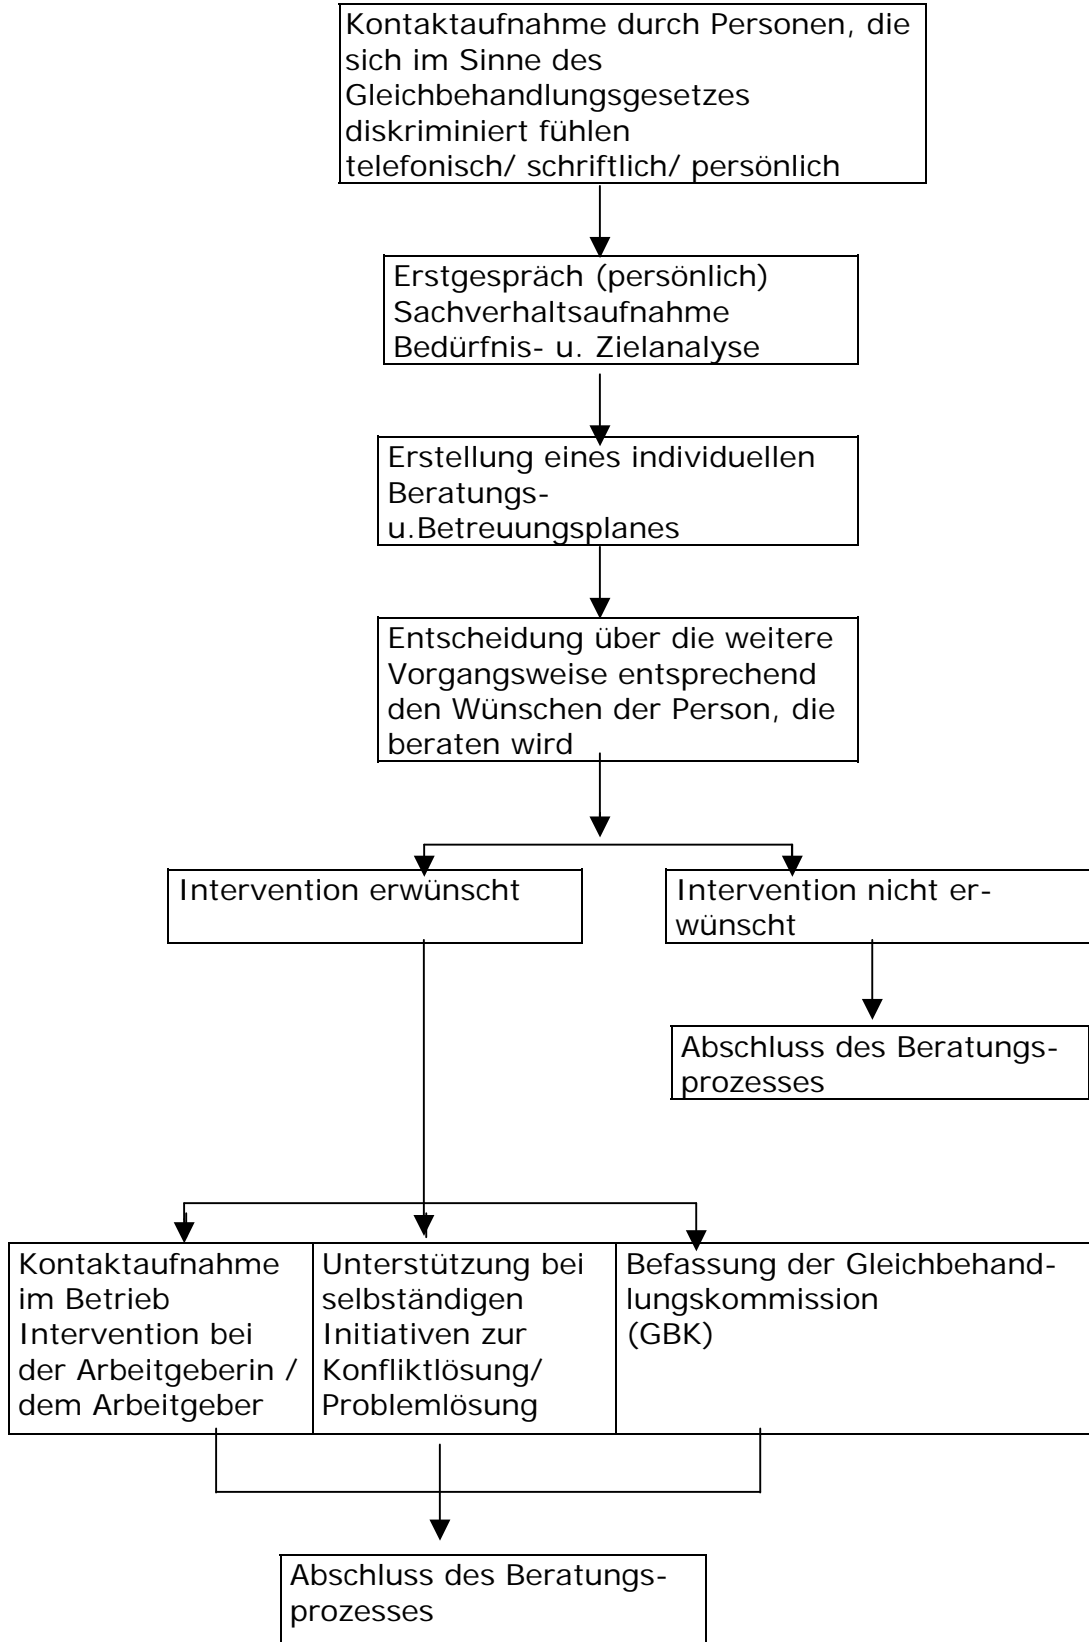 Kontaktaufnahme durch Personen, die
sich im Sinne des
Gleichbehandlungsgesetzes
diskriminiert fühlen
telefonisch/ schriftlich/ persönlich
Erstgespräch (persönlich)
Sachverhaltsaufnahme
Bedürfnis- u. Zielanalyse
Erstellung eines individuellen
Beratungs-
u.Betreuungsplanes
Entscheidung über die weitere
Vorgangsweise entsprechend
den Wünschen der Person, die
beraten wird
Intervention erwünscht
Intervention nicht er-
wünscht
Abschluss des Beratungs-
prozesses
Kontaktaufnahme
im Betrieb
Intervention bei
der Arbeitgeberin /
dem Arbeitgeber
Unterstützung bei
selbständigen
Initiativen zur
Konfliktlösung/
Problemlösung
Befassung der Gleichbehand-
lungskommission
(GBK)
Abschluss des Beratungs-
prozesses